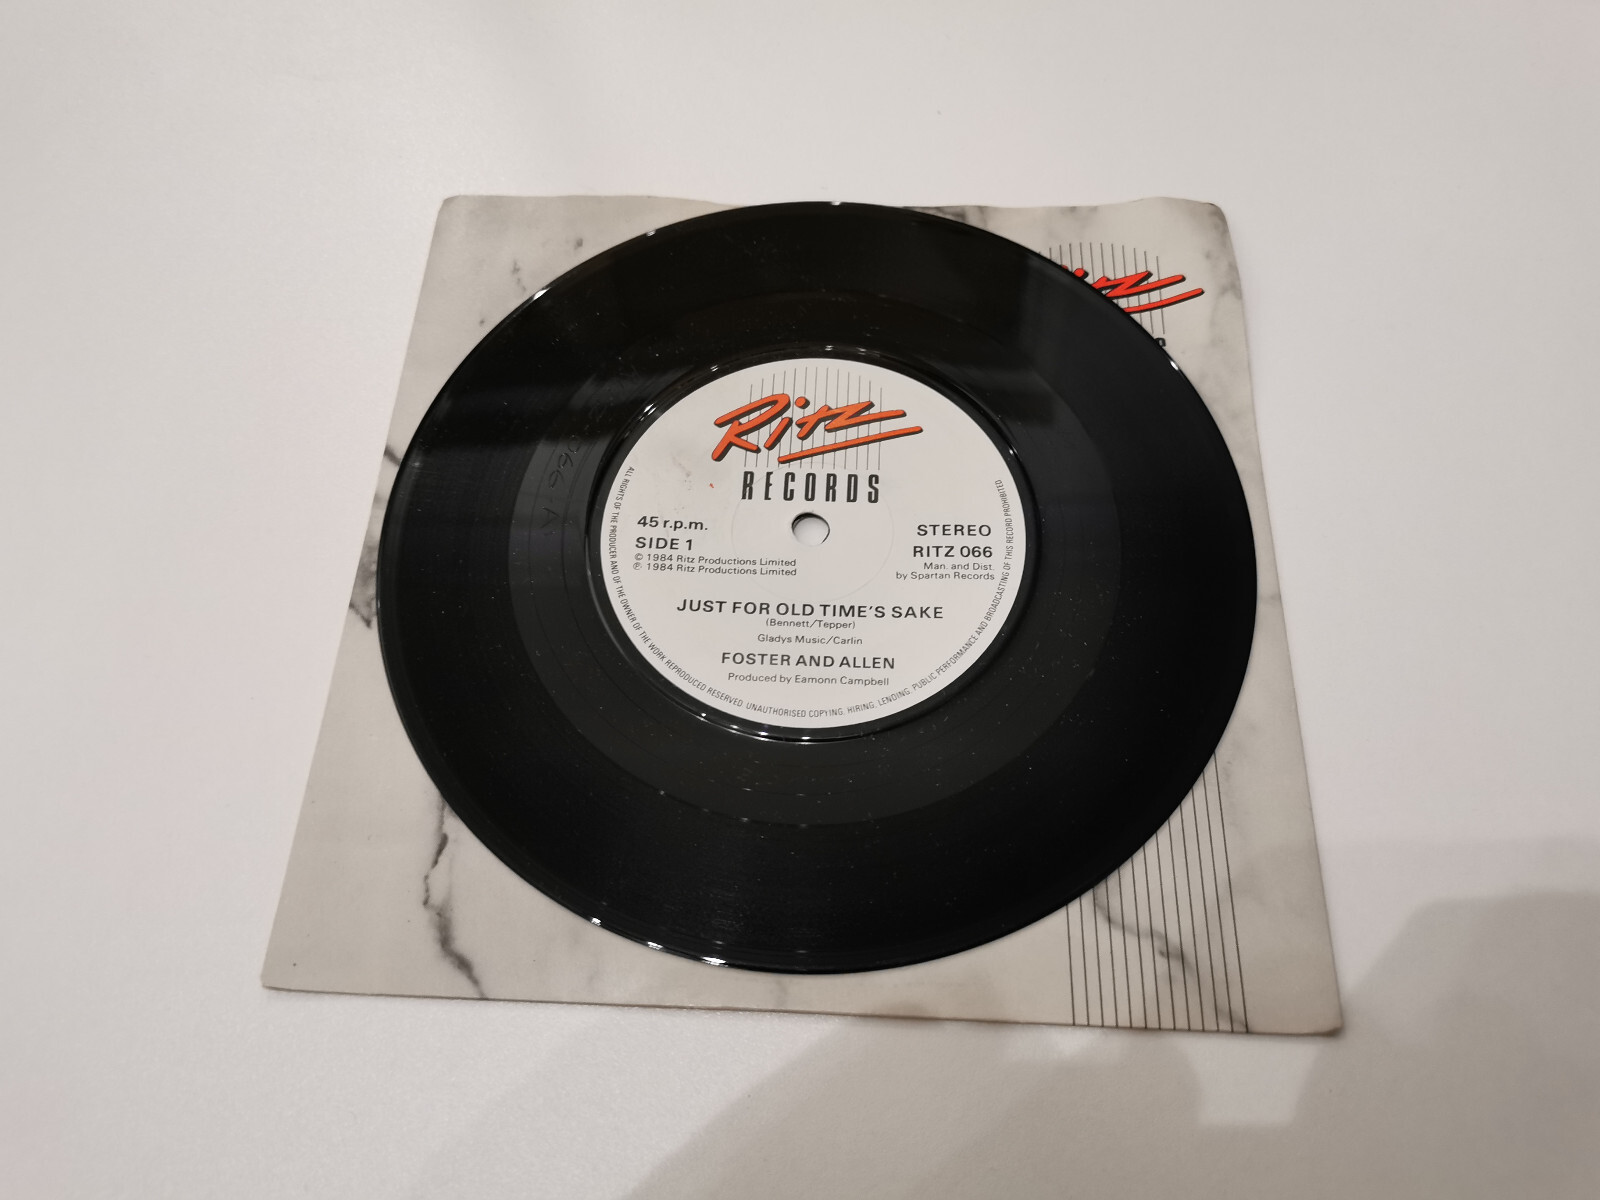 Ritz
RECORDS
45 r.p.m.
SIDE 1
© 1984 Ritz Productions Limited
℗ 1984 Ritz Productions Limited
STEREO
RITZ 066
Man. and Dist.
by Spartan Records
JUST FOR OLD TIME'S SAKE
(Bennett/Tepper)
Gladys Music/Carlin
FOSTER AND ALLEN
Produced by Eamonn Campbell
ALL RIGHTS OF THE PRODUCER AND OF THE OWNER OF THE WORK REPRODUCED RESERVED. UNAUTHORISED COPYING, HIRING, LENDING, PUBLIC PERFORMANCE AND BROADCASTING OF THIS RECORD PROHIBITED
066 A